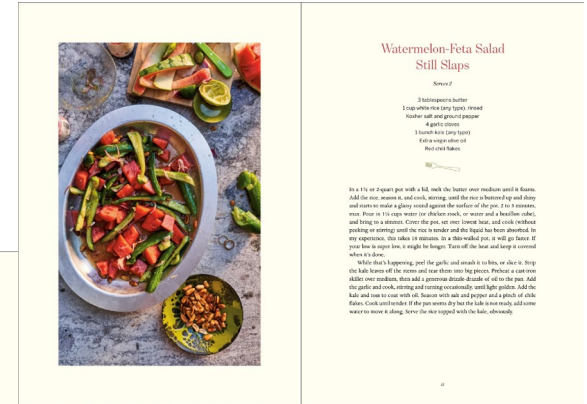 Watermelon-Feta Salad
Still Slaps
Serves 2
3 tablespoons butter
1 cup white rice (any type), rinsed
Kosher salt and ground pepper
4 garlic cloves
1 bunch kale (any type)
Extra-virgin olive oil
Red chili flakes
In a 1½ or 2-quart pot with a lid, melt the butter over medium until it foams.
Add the rice, season it, and cook, stirring, until the rice is buttered up and shiny
and starts to make a glassy sound against the surface of the pot, 2 to 3 minutes,
max. Pour in 1¼ cups water (or chicken stock, or water and a bouillon cube),
and bring to a simmer. Cover the pot, set over lowest heat, and cook (without
peeking or stirring) until the rice is tender and the liquid has been absorbed. In
my experience, this takes 18 minutes. In a thin-walled pot, it will go faster. If
your low is super low, it might be longer. Turn off the heat and keep it covered
when it's done.
While that's happening, peel the garlic and smash it to bits, or slice it. Strip
the kale leaves off the stems and tear them into big pieces. Preheat a cast-iron
skillet over medium, then add a generous drizzle-drazzle of oil to the pan. Add
the garlic and cook, stirring and turning occasionally, until light golden. Add the
kale and toss to coat with oil. Season with salt and pepper and a pinch of chile
flakes. Cook until tender. If the pan seems dry but the kale is not ready, add some
water to move it along. Serve the rice topped with the kale, obviously.